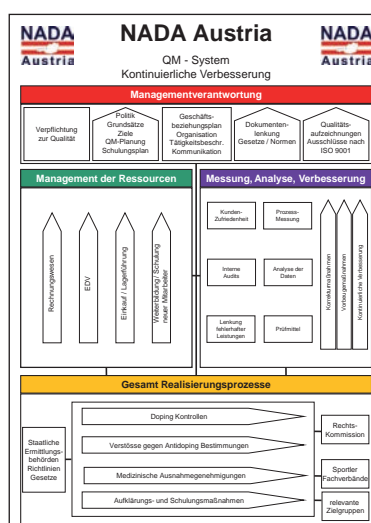 NADA
Austria
NADA Austria
NADA
Austria
QM - System
Kontinuierliche Verbesserung
Managementverantwortung
Verpflichtung
zur Qualität
Politik
Grundsätze
Ziele
QM-Planung
Schulungsplan
Geschäfts-
beziehungsplan
Organisation
Tätigkeitsbeschr.
Kommunikation
Dokumenten-
lenkung
Gesetze / Normen
Qualitäts-
aufzeichnungen
Ausschlüsse nach
ISO 9001
Management der Ressourcen
Rechnungswesen
EDV
Einkauf / Lagerführung
Weiterbildung / Schulung
neuer Mitarbeiter
Messung, Analyse, Verbesserung
Kunden-
Zufriedenheit
Prozess-
Messung
Interne
Audits
Analyse der
Daten
Lenkung
fehlerhafter
Leistungen
Prüfmittel
Korrekturmaßnahmen
Vorbeugemaßnahmen
Kontinuierliche Verbesserung
Gesamt Realisierungsprozesse
Staatliche
Ermittlungs-
behörden
Richtlinien
Gesetze
Doping Kontrollen
Verstösse gegen Antidoping Bestimmungen
Medizinische Ausnahmegenehmigungen
Aufklärungs- und Schulungsmaßnahmen
Rechts-
Kommission
Sportler
Fachverbände
relevante
Zielgruppen